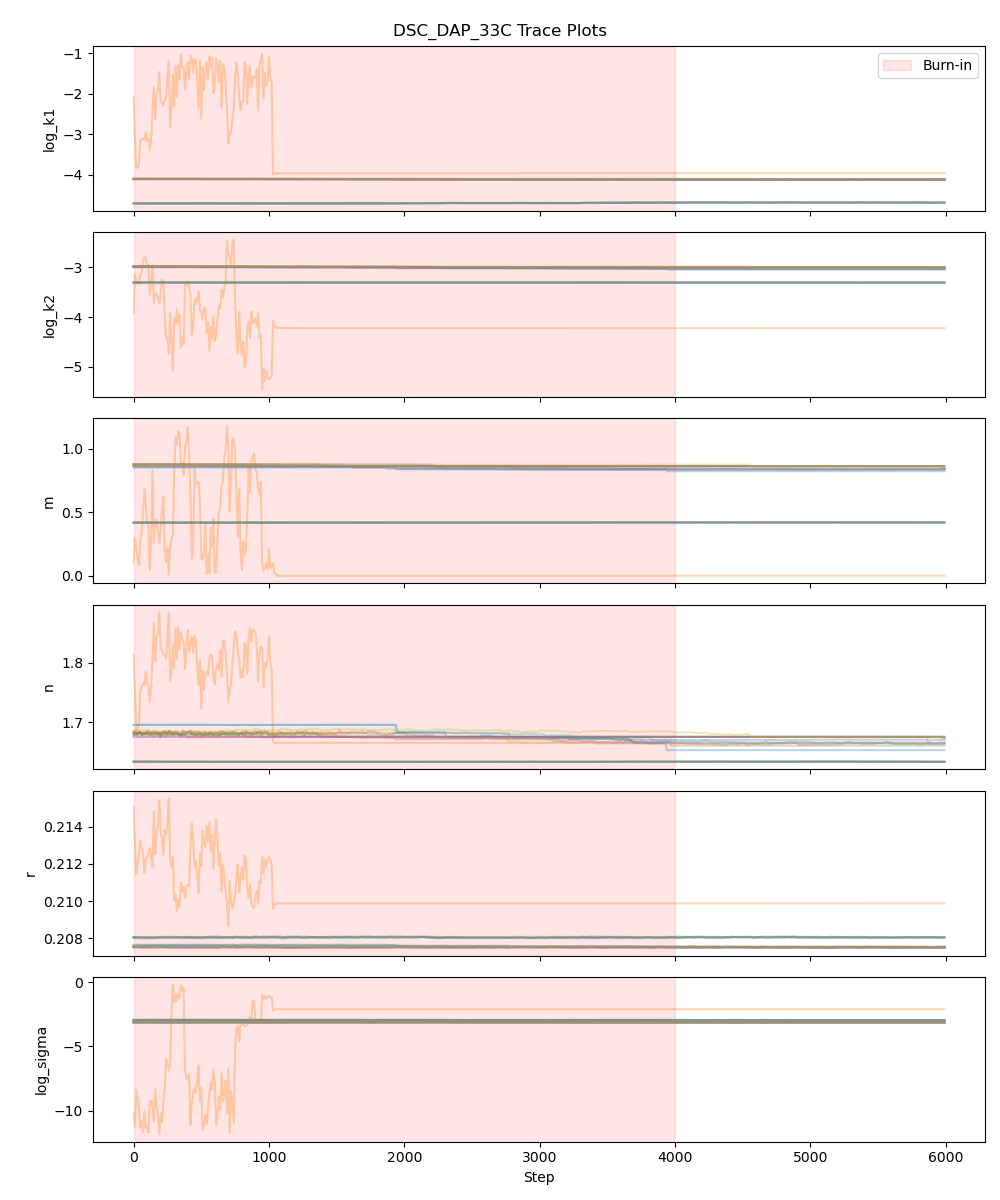 DSC_DAP_33C Trace Plots
Burn-in
log_k1
−1
−2
−3
−4
log_k2
−3
−4
−5
m
1.0
0.5
0.0
n
1.8
1.7
r
0.214
0.212
0.210
0.208
log_sigma
0
−5
−10
0 1000 2000 3000 4000 5000 6000
Step